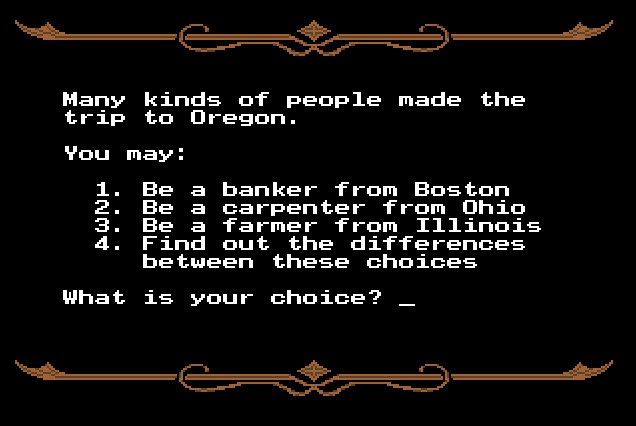 Many kinds of people made the
trip to Oregon.
You may:
1. Be a banker from Boston
2. Be a carpenter from Ohio
3. Be a farmer from Illinois
4. Find out the differences
between these choices
What is your choice? _